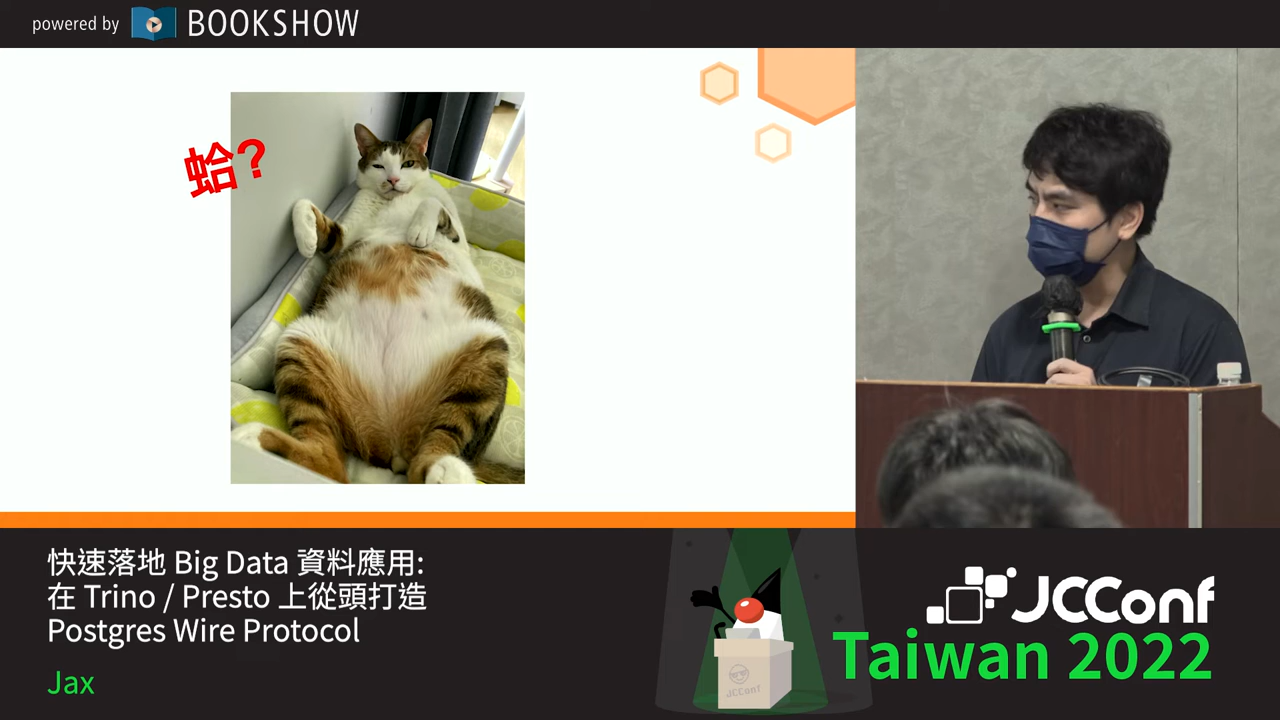 powered by BOOKSHOW
蛤?
快速落地 Big Data 資料應用:
在 Trino / Presto 上從頭打造
Postgres Wire Protocol
Jax
JCConf
JCConf
Taiwan 2022